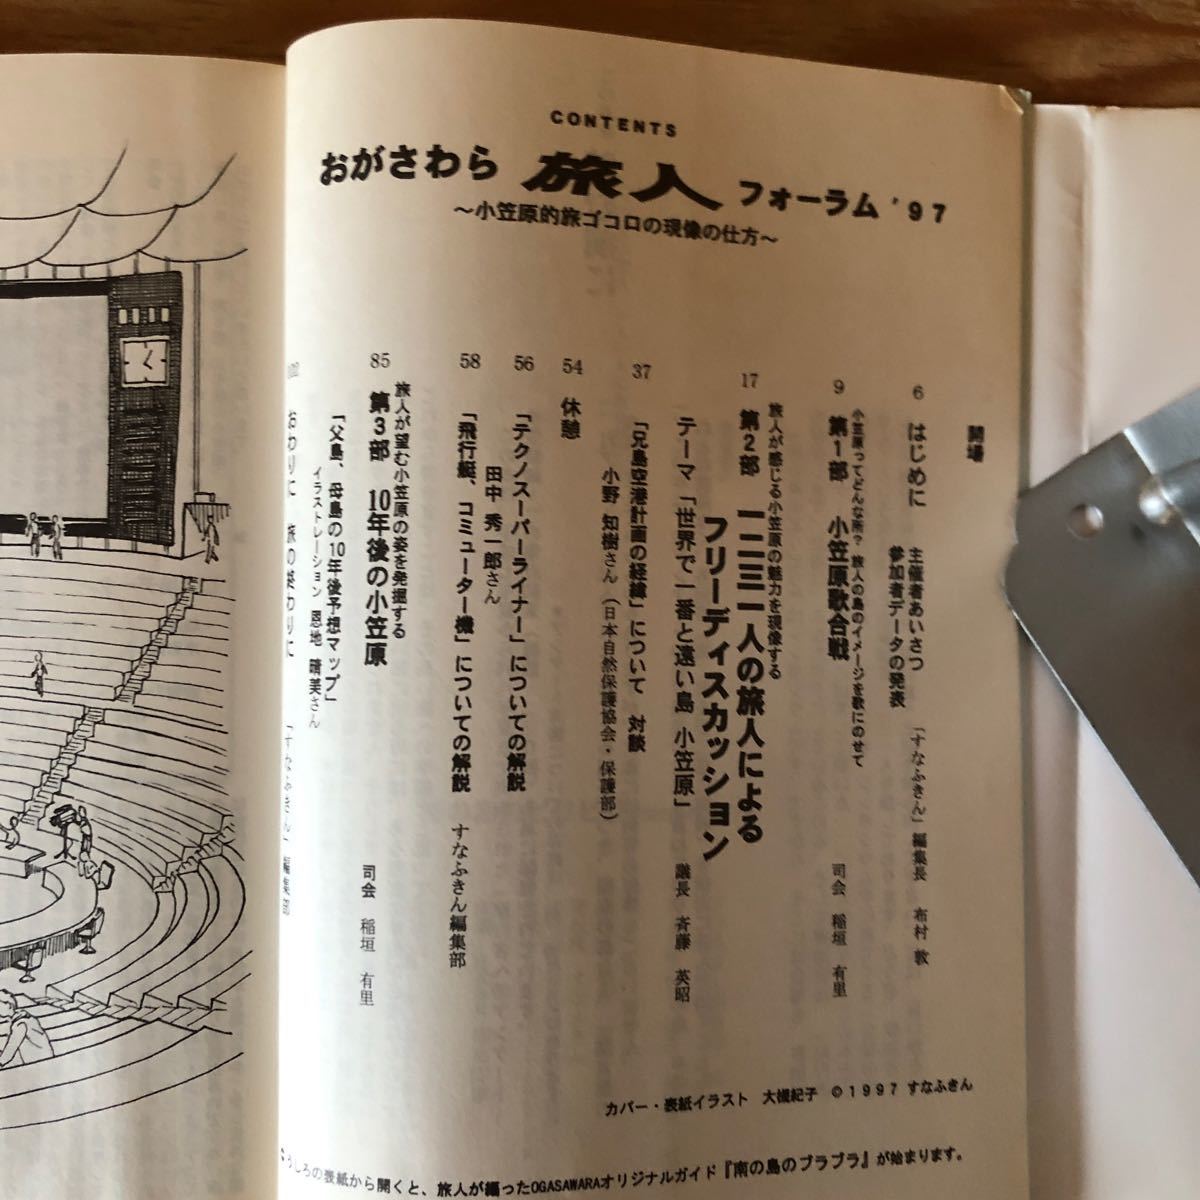 CONTENTS
おがさわら 旅人 フォーラム '97
～小笠原的旅ゴコロの現像の仕方～
開場
6 はじめに 主催者あいさつ 「すなふきん」編集長 布村 敦
参加者データの発表
小笠原ってどんな所? 旅人の島のイメージを歌にのせて
9 第1部 小笠原歌合戦 司会 稲垣 有里
旅人が感じる小笠原の魅力を現像する
17 第2部 一二三一人の旅人による
フリーディスカッション
テーマ「世界で一番と遠い島 小笠原」 議長 斉藤 英昭
37 「兄島空港計画の経緯」について 対談
小野 知樹さん(日本自然保護協会・保護部)
54 休憩
56 「テクノスーパーライナー」についての解説
田中 秀一郎さん
58 「飛行艇、コミューター機」についての解説 すなふきん編集部
旅人が望む小笠原の姿を発掘する
85 第3部 10年後の小笠原 司会 稲垣 有里
「父島、母島の10年後予想マップ」
イラストレーション 恩地 晴美さん
おわりに 旅の終わりに 「すなふきん」編集部
カバー・表紙イラスト 大槻紀子 ©1997 すなふきん
うしろの表紙から開くと、旅人が綴ったOGASAWARAオリジナルガイド『南の島のブラブラ』が始まります。